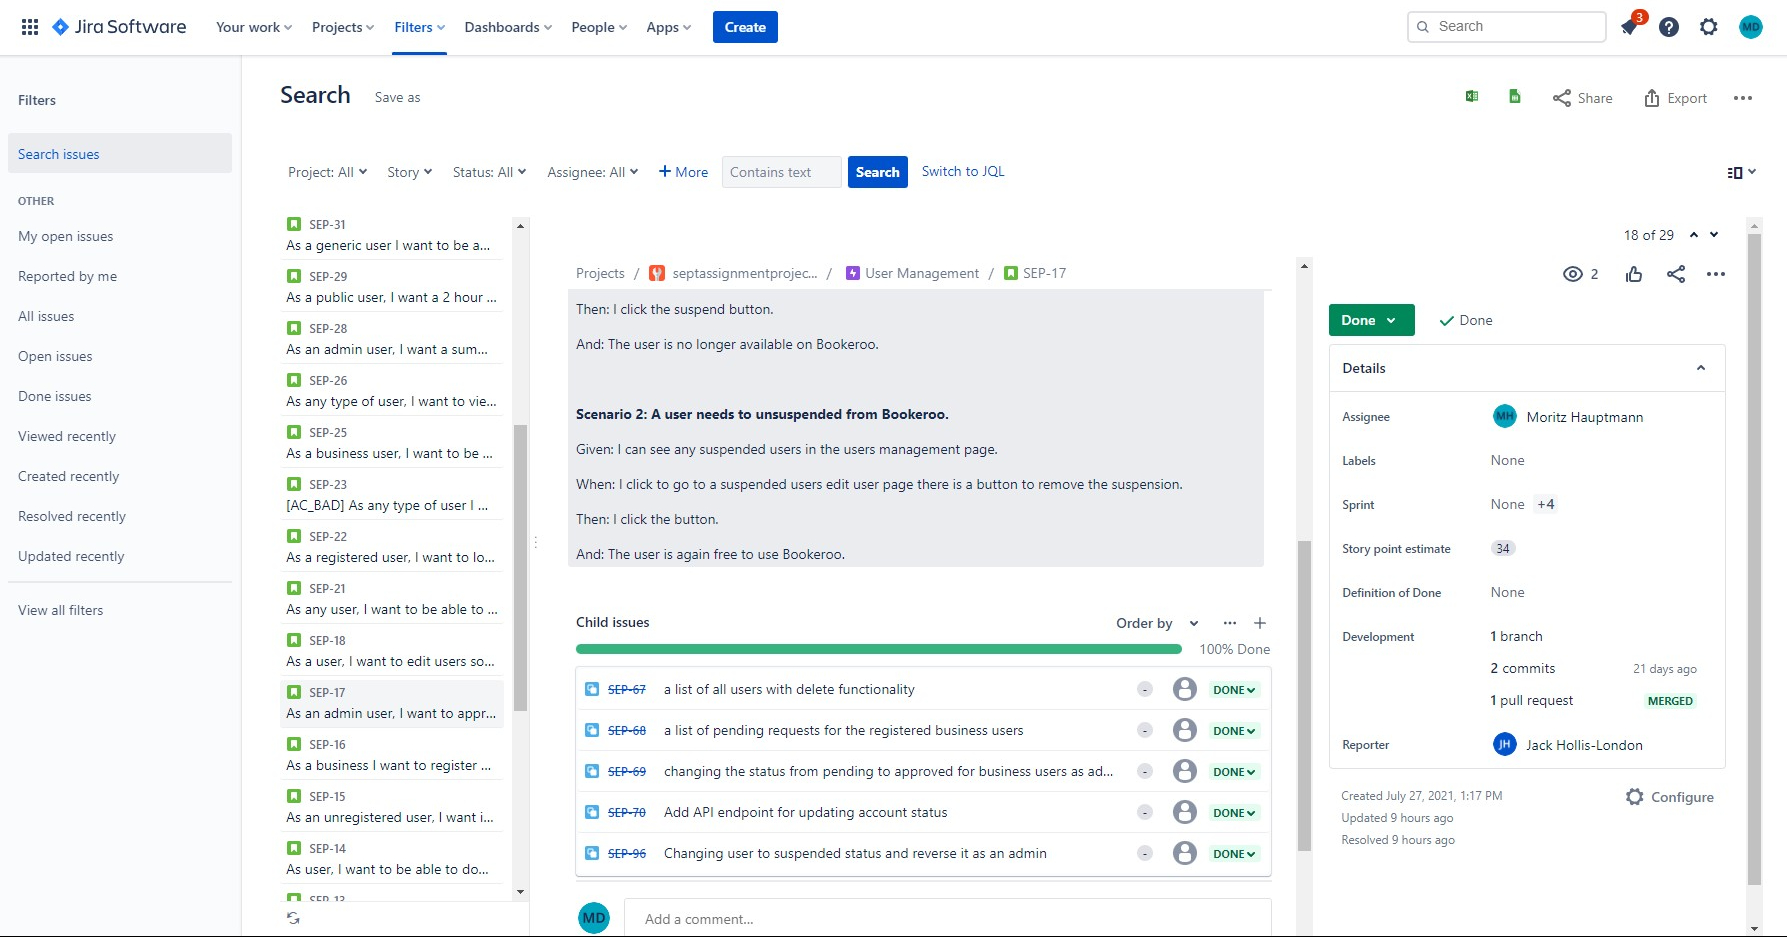 Jira Software
Your work
Projects
Filters
Dashboards
People
Apps
Create
Search
3
MD
Filters
Search issues
OTHER
My open issues
Reported by me
All issues
Open issues
Done issues
Viewed recently
Created recently
Resolved recently
Updated recently
View all filters
Search
Save as
Share
Export
Project: All
Story
Status: All
Assignee: All
More
Contains text
Search
Switch to JQL
SEP-31
As a generic user I want to be a...
SEP-29
As a public user, I want a 2 hour ...
SEP-28
As an admin user, I want a sum...
SEP-26
As any type of user, I want to vie...
SEP-25
As a business user, I want to be ...
SEP-23
[AC_BAD] As any type of user I ...
SEP-22
As a registered user, I want to lo...
SEP-21
As any user, I want to be able to ...
SEP-18
As a user, I want to edit users so...
SEP-17
As an admin user, I want to appr...
SEP-16
As a business I want to register ...
SEP-15
As an unregistered user, I want i...
SEP-14
As user, I want to be able to do...
SEP-13
Projects / septassignmentprojec... / User Management / SEP-17
Then: I click the suspend button.
And: The user is no longer available on Bookeroo.
Scenario 2: A user needs to unsuspended from Bookeroo.
Given: I can see any suspended users in the users management page.
When: I click to go to a suspended users edit user page there is a button to remove the suspension.
Then: I click the button.
And: The user is again free to use Bookeroo.
Child issues
Order by
100% Done
SEP-67 a list of all users with delete functionality - DONE
SEP-68 a list of pending requests for the registered business users - DONE
SEP-69 changing the status from pending to approved for business users as ad... - DONE
SEP-70 Add API endpoint for updating account status - DONE
SEP-96 Changing user to suspended status and reverse it as an admin - DONE
MD
Add a comment...
18 of 29
2
Done
Done
Details
Assignee
MH Moritz Hauptmann
Labels
None
Sprint
None +4
Story point estimate
34
Definition of Done
None
Development
1 branch
2 commits
21 days ago
1 pull request
MERGED
Reporter
JH Jack Hollis-London
Created July 27, 2021, 1:17 PM
Updated 9 hours ago
Resolved 9 hours ago
Configure